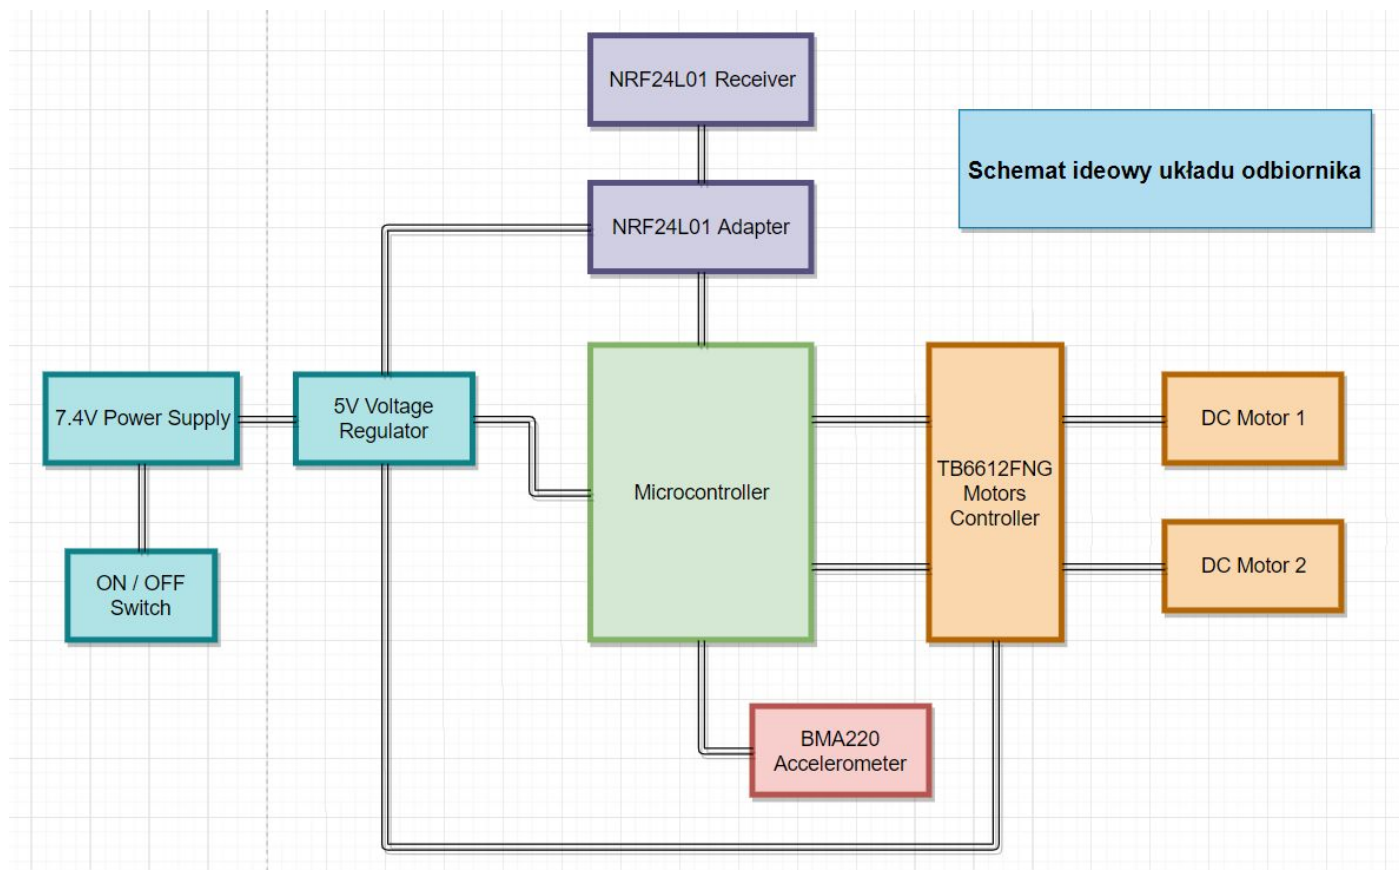 NRF24L01 Receiver
Schemat ideowy układu odbiornika
NRF24L01 Adapter
7.4V Power Supply
5V Voltage
Regulator
Microcontroller
TB6612FNG
Motors
Controller
DC Motor 1
DC Motor 2
ON / OFF
Switch
BMA220
Accelerometer